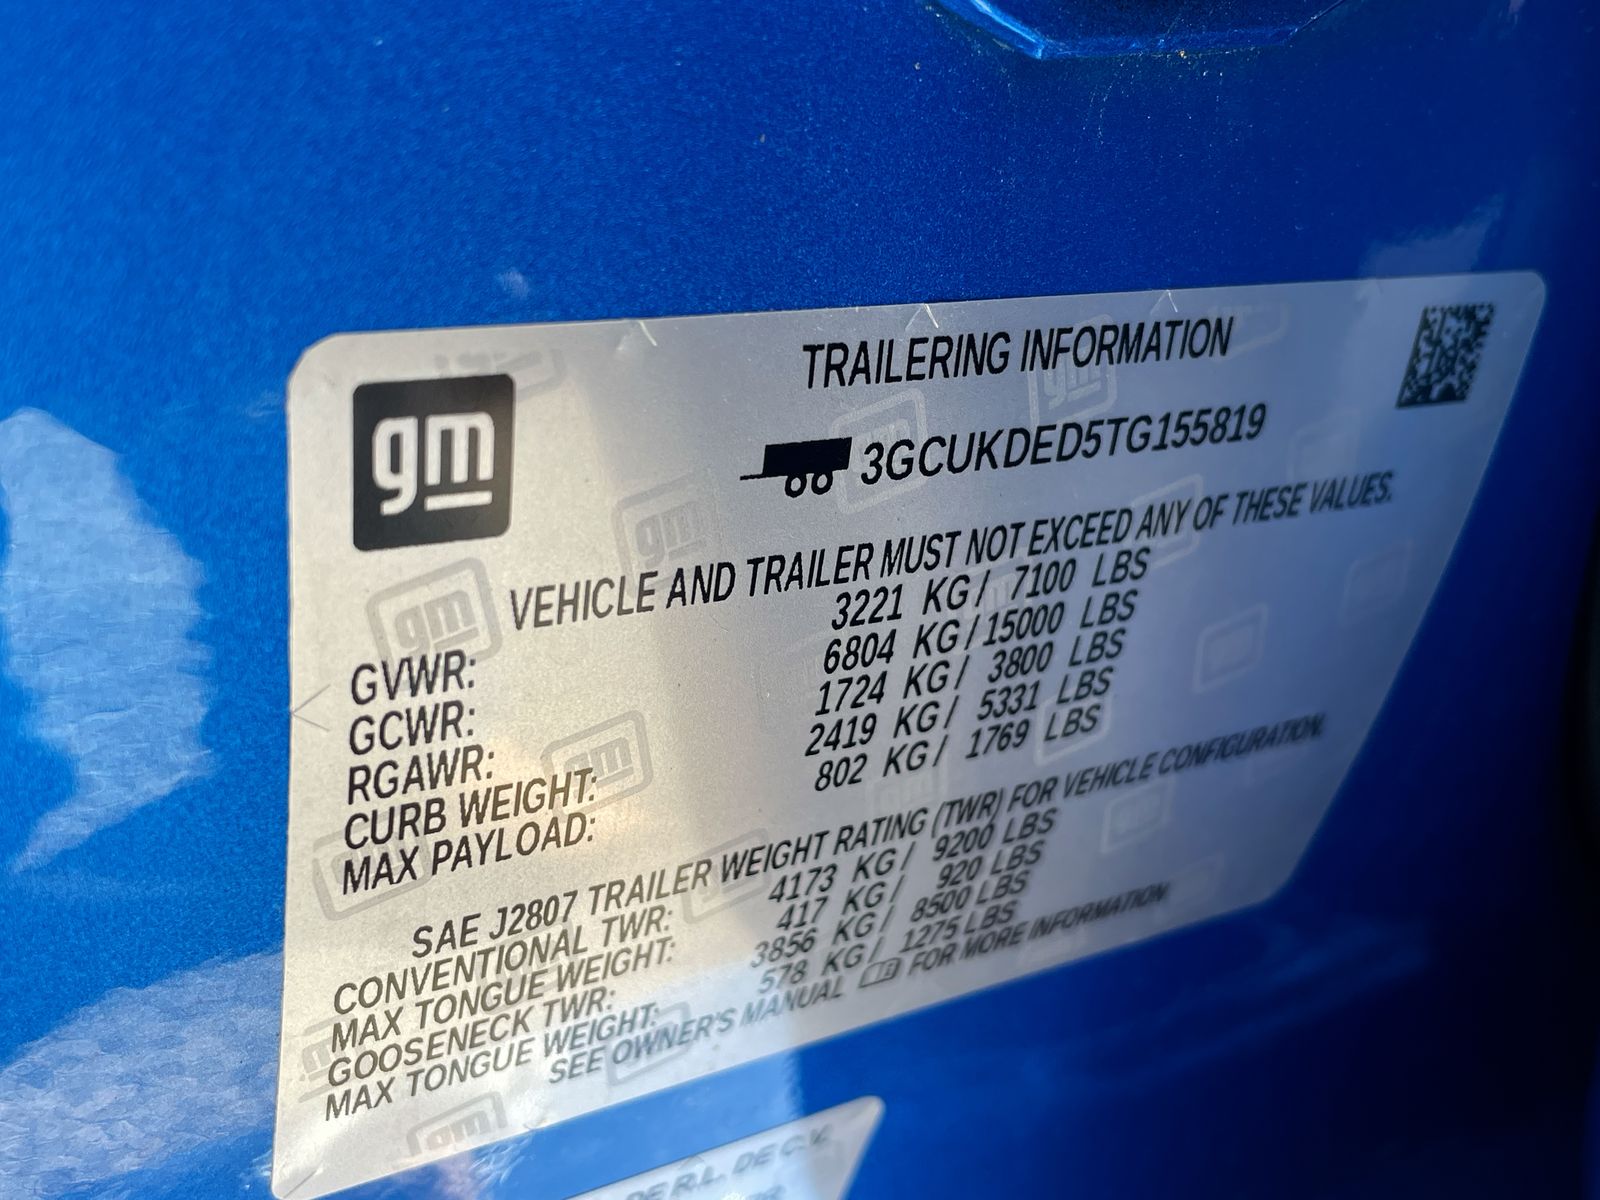 gm
TRAILERING INFORMATION
3GCUKDED5TG155819
VEHICLE AND TRAILER MUST NOT EXCEED ANY OF THESE VALUES.
GVWR: 3221 KG/ 7100 LBS
GCWR: 6804 KG/15000 LBS
RGAWR: 1724 KG/ 3800 LBS
CURB WEIGHT: 2419 KG/ 5331 LBS
MAX PAYLOAD: 802 KG/ 1769 LBS
SAE J2807 TRAILER WEIGHT RATING (TWR) FOR VEHICLE CONFIGURATION.
CONVENTIONAL TWR: 4173 KG/ 9200 LBS
MAX TONGUE WEIGHT: 417 KG/ 920 LBS
GOOSENECK TWR: 3856 KG/ 8500 LBS
MAX TONGUE WEIGHT: 578 KG/ 1275 LBS
SEE OWNER'S MANUAL FOR MORE INFORMATION.
DE R.L. DE C.V.